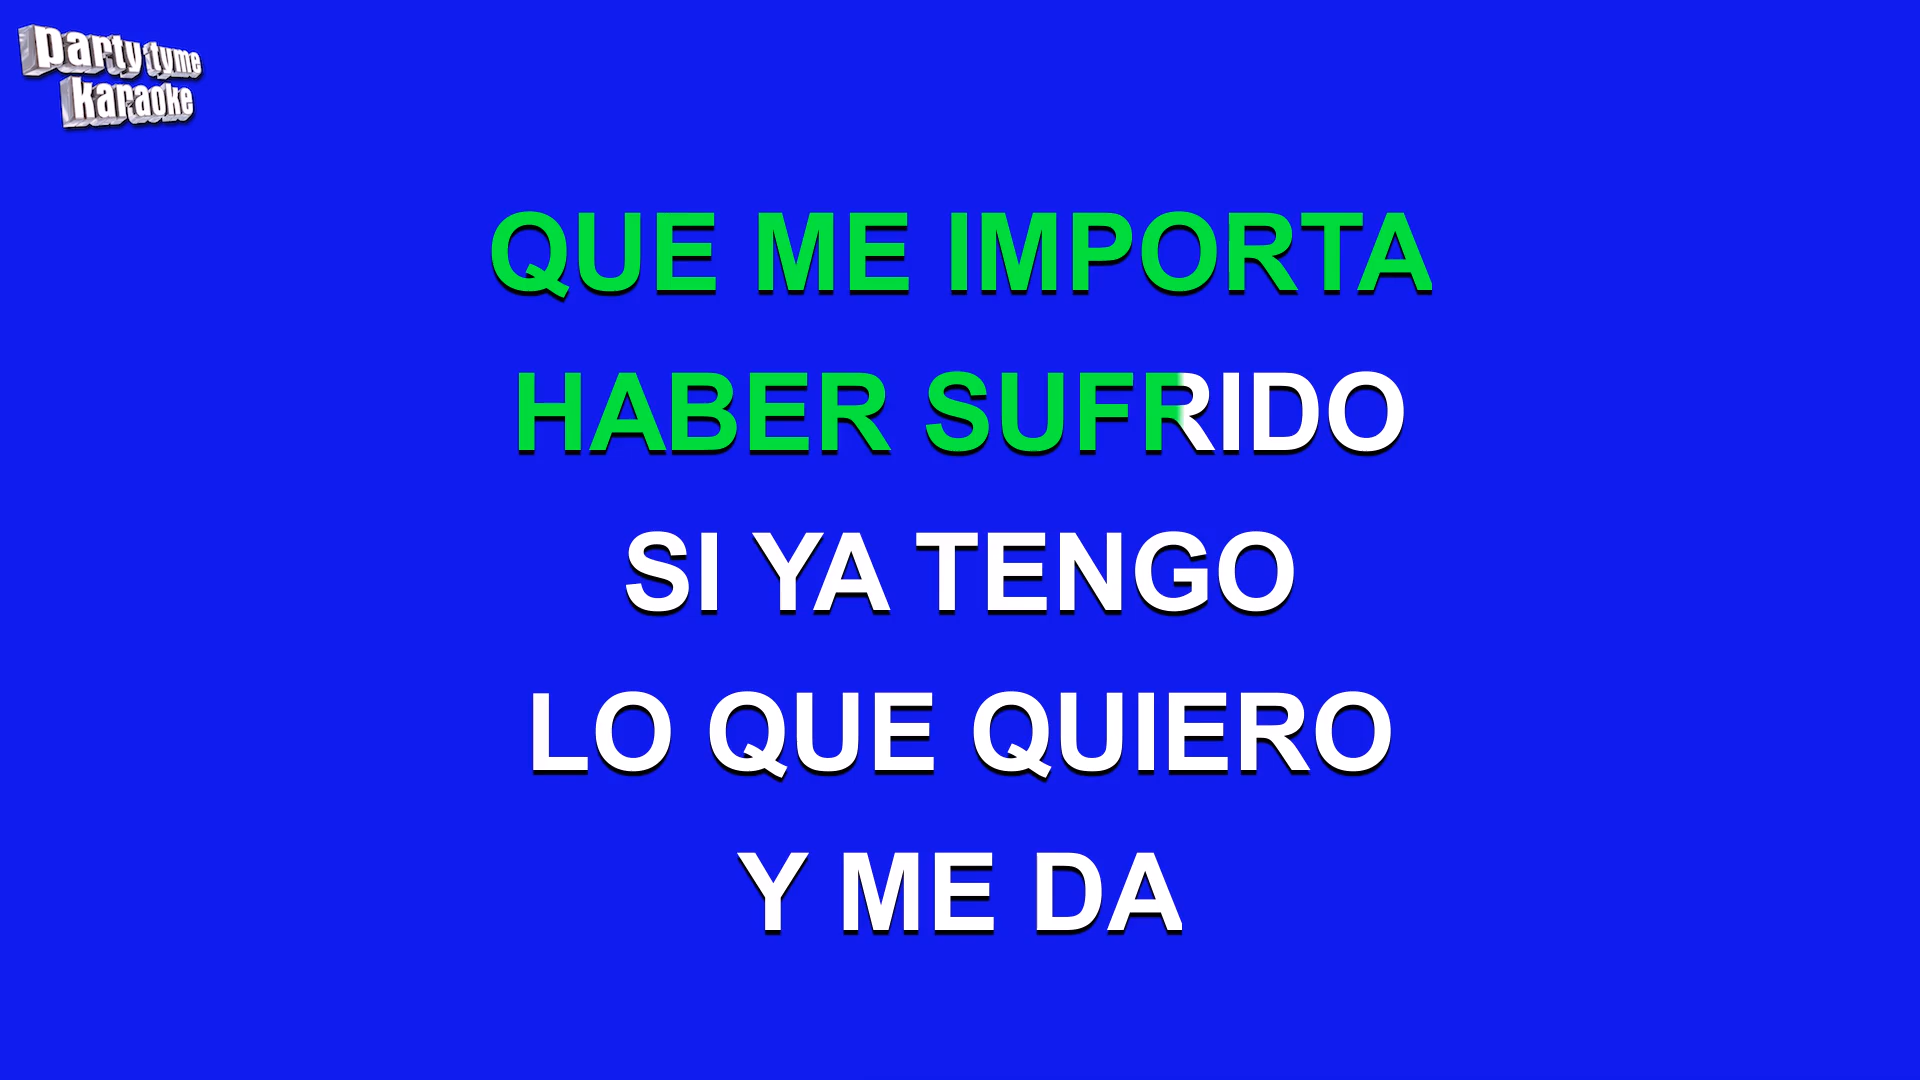 party tyme
karaoke
QUE ME IMPORTA
HABER SUFRIDO
SI YA TENGO
LO QUE QUIERO
Y ME DA